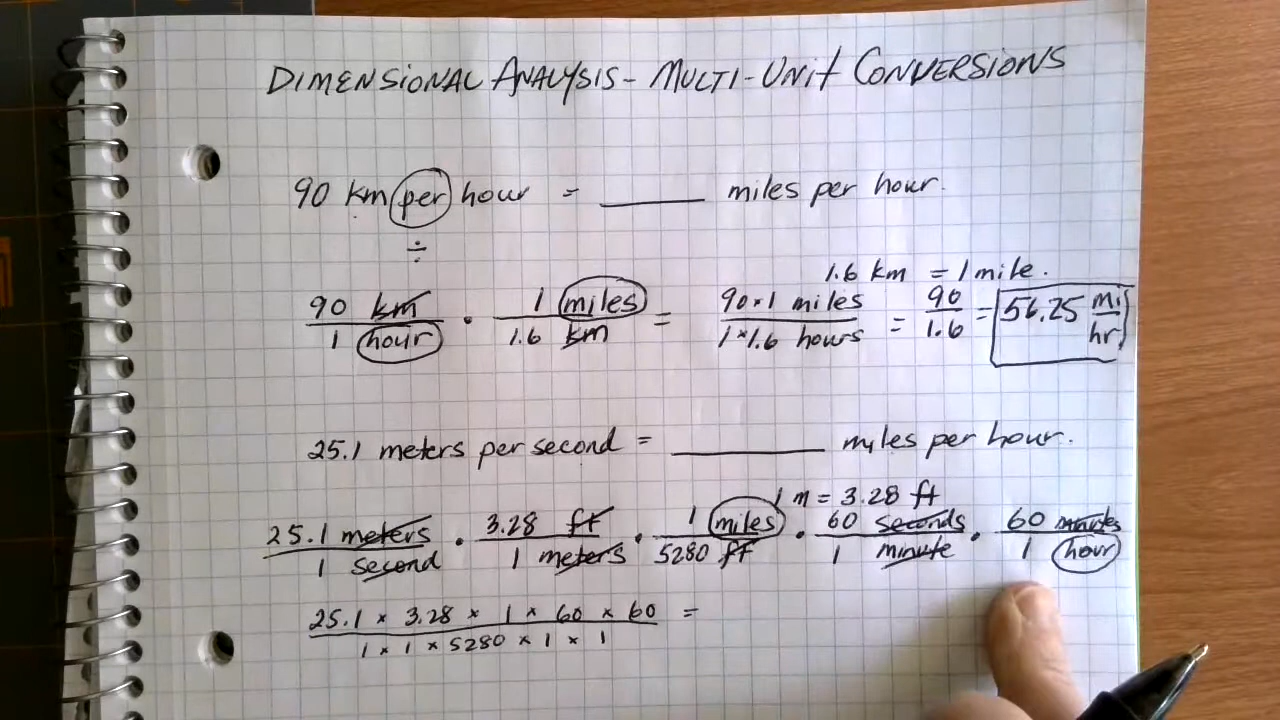 DIMENSIONAL ANALYSIS - MULTI-UNIT CONVERSIONS
90 km per hour = ______ miles per hour.
÷
1.6 km = 1 mile.
90 km / 1 hour · 1 miles / 1.6 km = 90×1 miles / 1×1.6 hours = 90 / 1.6 = 56.25 mi / hr
25.1 meters per second = ________ miles per hour.
1 m = 3.28 ft
25.1 meters / 1 second · 3.28 ft / 1 meters · 1 miles / 5280 ft · 60 seconds / 1 minute · 60 minutes / 1 hour
25.1 × 3.28 × 1 × 60 × 60 / 1 × 1 × 5280 × 1 × 1 =